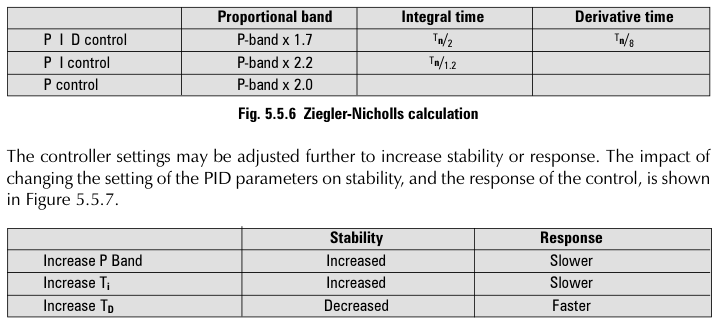 Proportional band Integral time Derivative time
P I D control P-band x 1.7 Tn/2 Tn/8
P I control P-band x 2.2 Tn/1.2
P control P-band x 2.0
Fig. 5.5.6 Ziegler-Nicholls calculation
The controller settings may be adjusted further to increase stability or response. The impact of
changing the setting of the PID parameters on stability, and the response of the control, is shown
in Figure 5.5.7.
Stability Response
Increase P Band Increased Slower
Increase Ti Increased Slower
Increase TD Decreased Faster